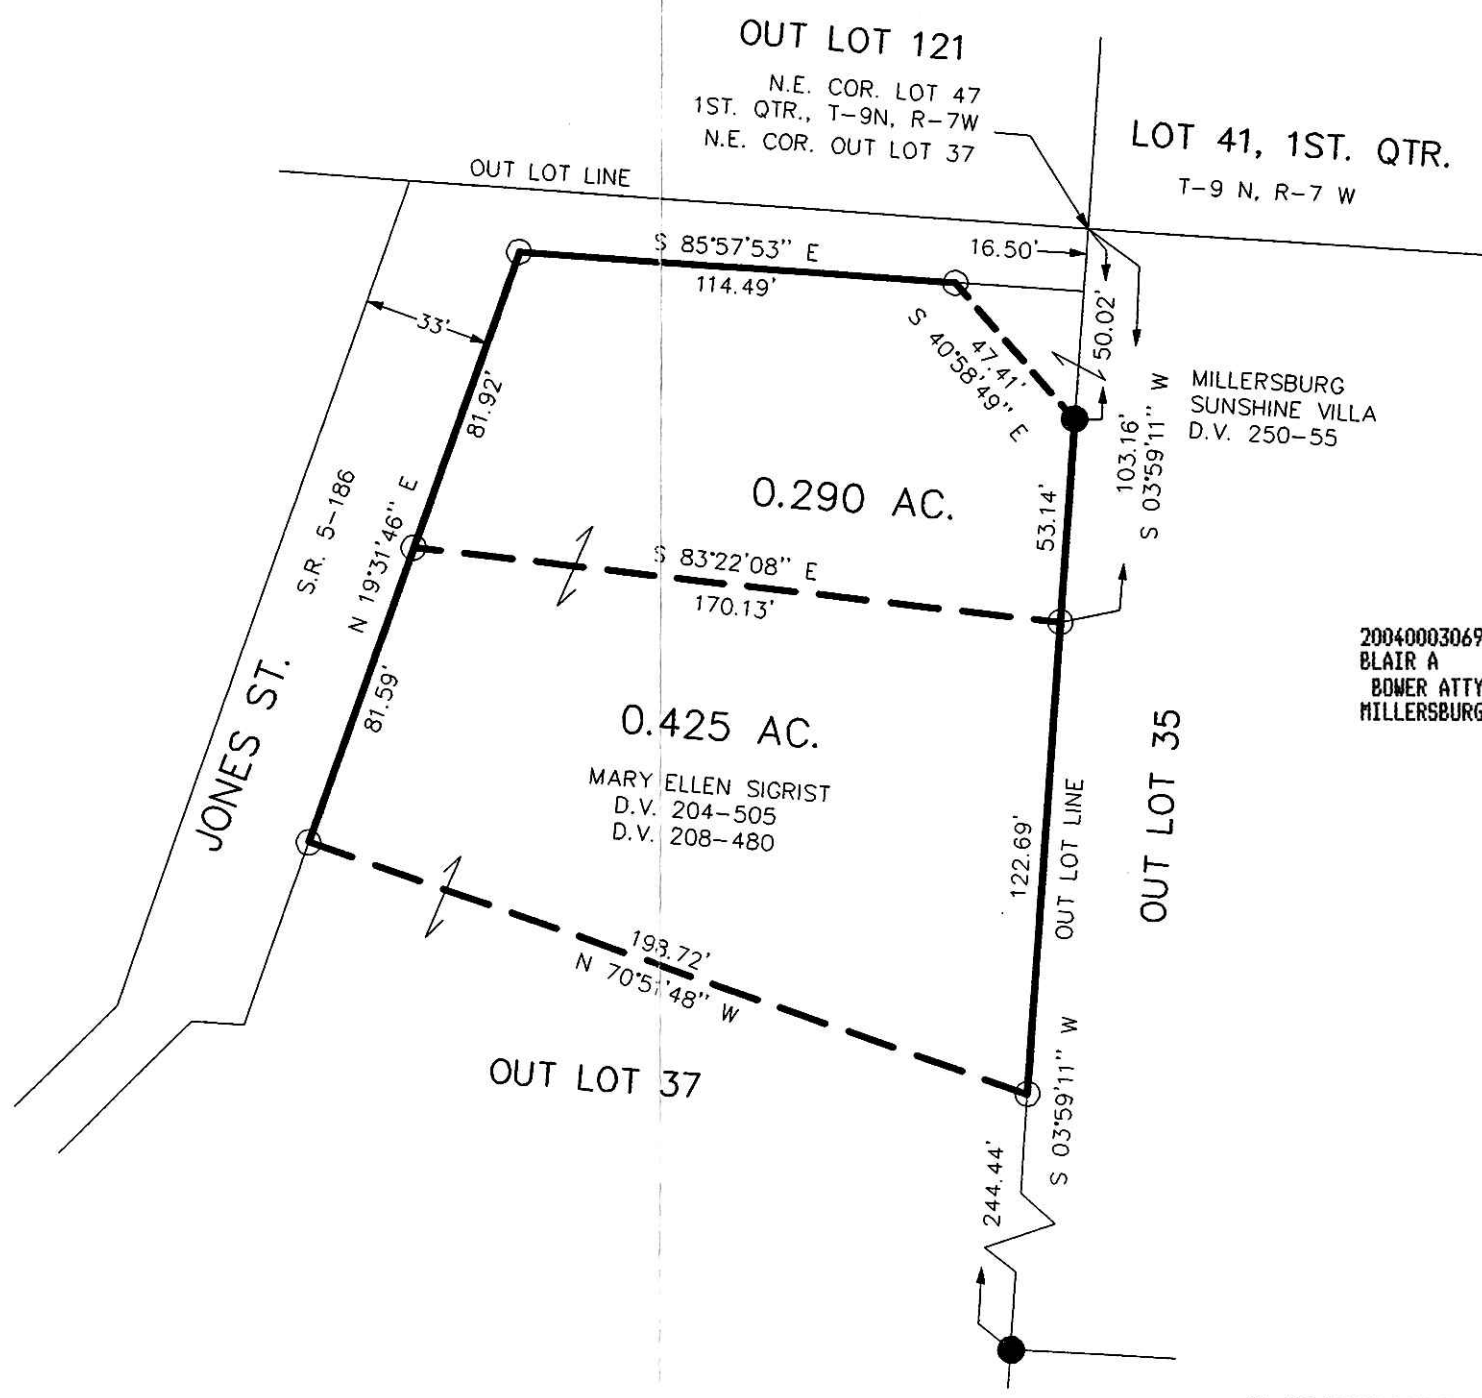 OUT LOT 121
N.E. COR. LOT 47
1ST. QTR., T-9N, R-7W
N.E. COR. OUT LOT 37
LOT 41, 1ST. QTR.
T-9 N, R-7 W
OUT LOT LINE
S 85°57'53" E
114.49'
16.50'
50.02'
33'
S 40°58'49" E
47.41'
103.16'
S 03°59'11" W
MILLERSBURG
SUNSHINE VILLA
D.V. 250-55
81.92'
0.290 AC.
53.14'
S.R. 5-186
N 19°31'46" E
S 83°22'08" E
170.13'
20040003069
BLAIR A
BOWER ATTY
MILLERSBURG
JONES ST.
81.59'
0.425 AC.
MARY ELLEN SIGRIST
D.V. 204-505
D.V. 208-480
122.69'
OUT LOT LINE
OUT LOT 35
198.72'
N 70°51'48" W
OUT LOT 37
S 03°59'11" W
244.44'